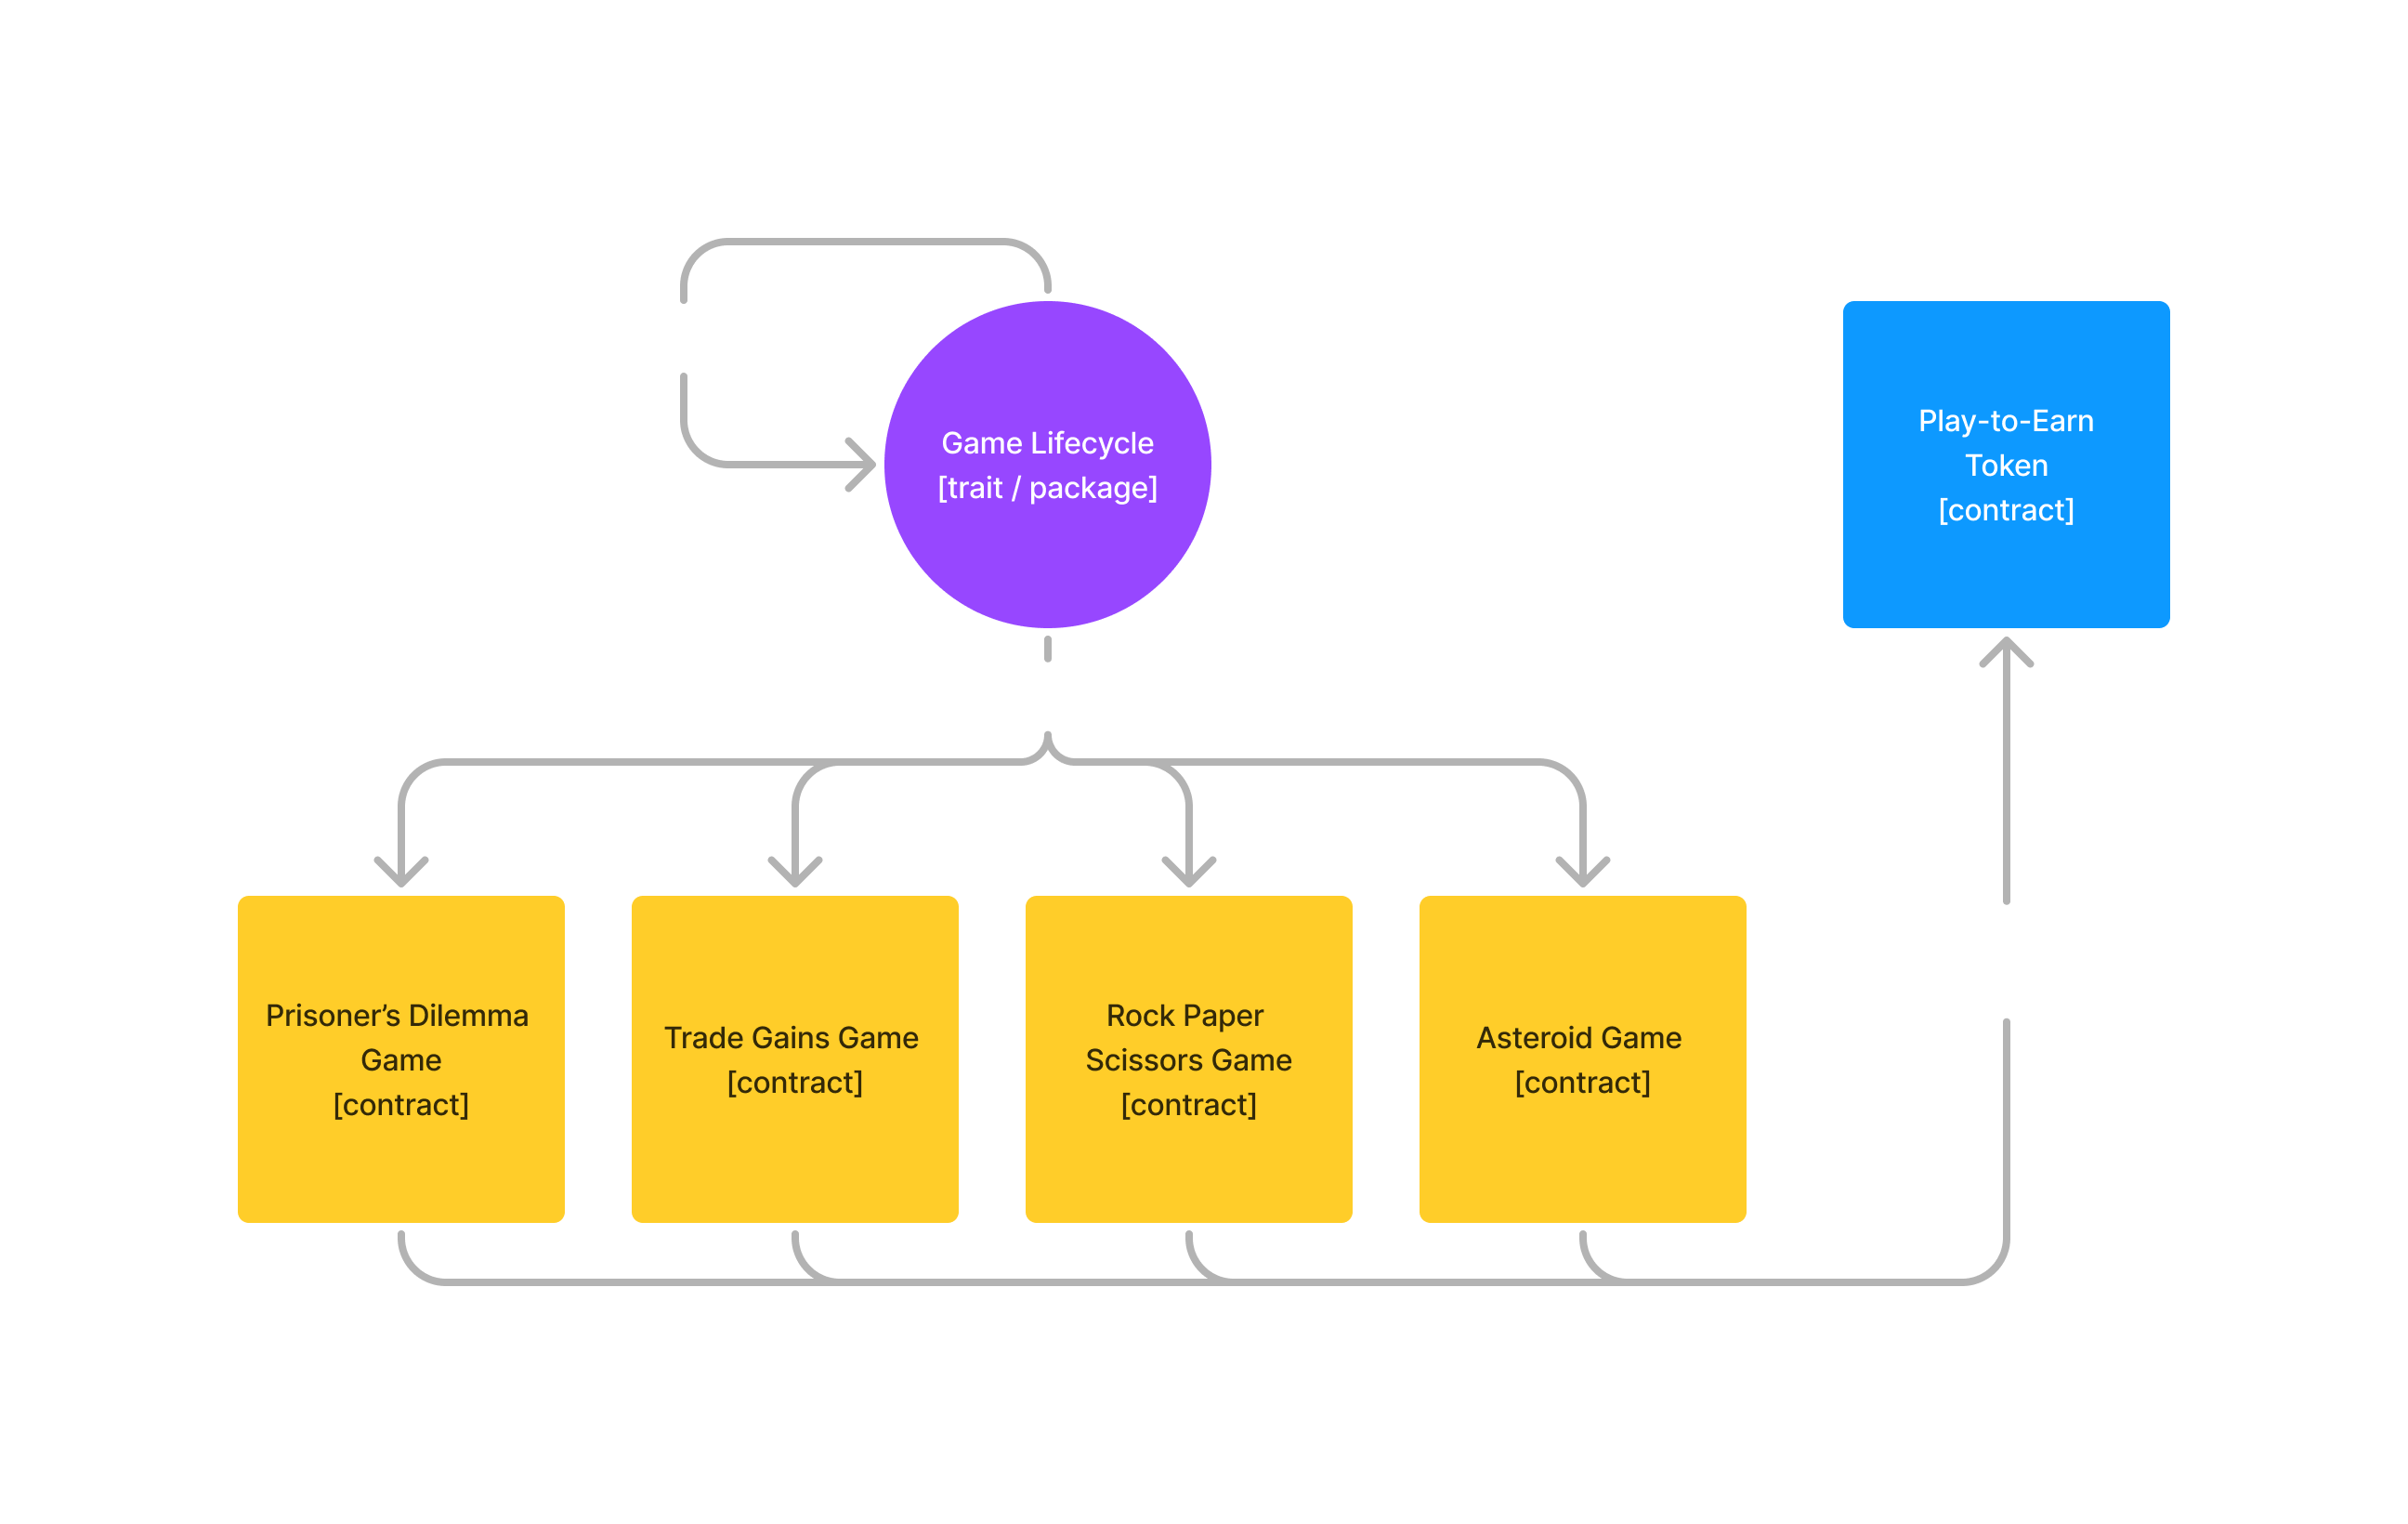 Game Lifecycle
[trait / package]
Play-to-Earn
Token
[contract]
Prisoner’s Dilemma
Game
[contract]
Trade Gains Game
[contract]
Rock Paper
Scissors Game
[contract]
Asteroid Game
[contract]